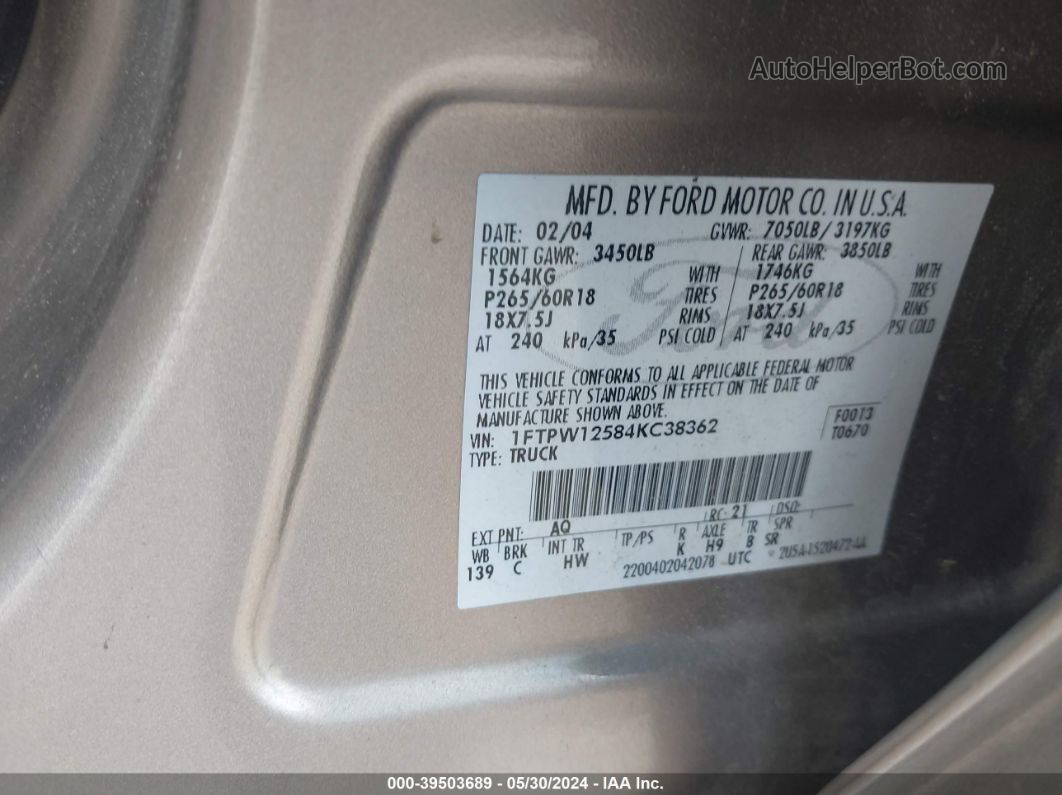 AutoHelperBot.com
MFD. BY FORD MOTOR CO. IN U.S.A.
DATE: 02/04 GVWR: 7050LB/ 3197KG
FRONT GAWR: 3450LB REAR GAWR: 3850LB
1564KG WITH 1746KG WITH
P265/60R18 TIRES P265/60R18 TIRES
18X7.5J RIMS 18X7.5J RIMS
AT 240 kPa/35 PSI COLD AT 240 kPa/35 PSI COLD
Ford
THIS VEHICLE CONFORMS TO ALL APPLICABLE FEDERAL MOTOR
VEHICLE SAFETY STANDARDS IN EFFECT ON THE DATE OF
MANUFACTURE SHOWN ABOVE.
F0013
VIN: 1FTPW12584KC38362
T0670
TYPE: TRUCK
EXT PNT: AQ RC: 21 DSO:
WB BRK INT TR TP/PS R AXLE TR SPR
139 C HW K H9 B SR
2200402042078 UTC 2U5A-1520472-AA
000-39503689 - 05/30/2024 - IAA Inc.